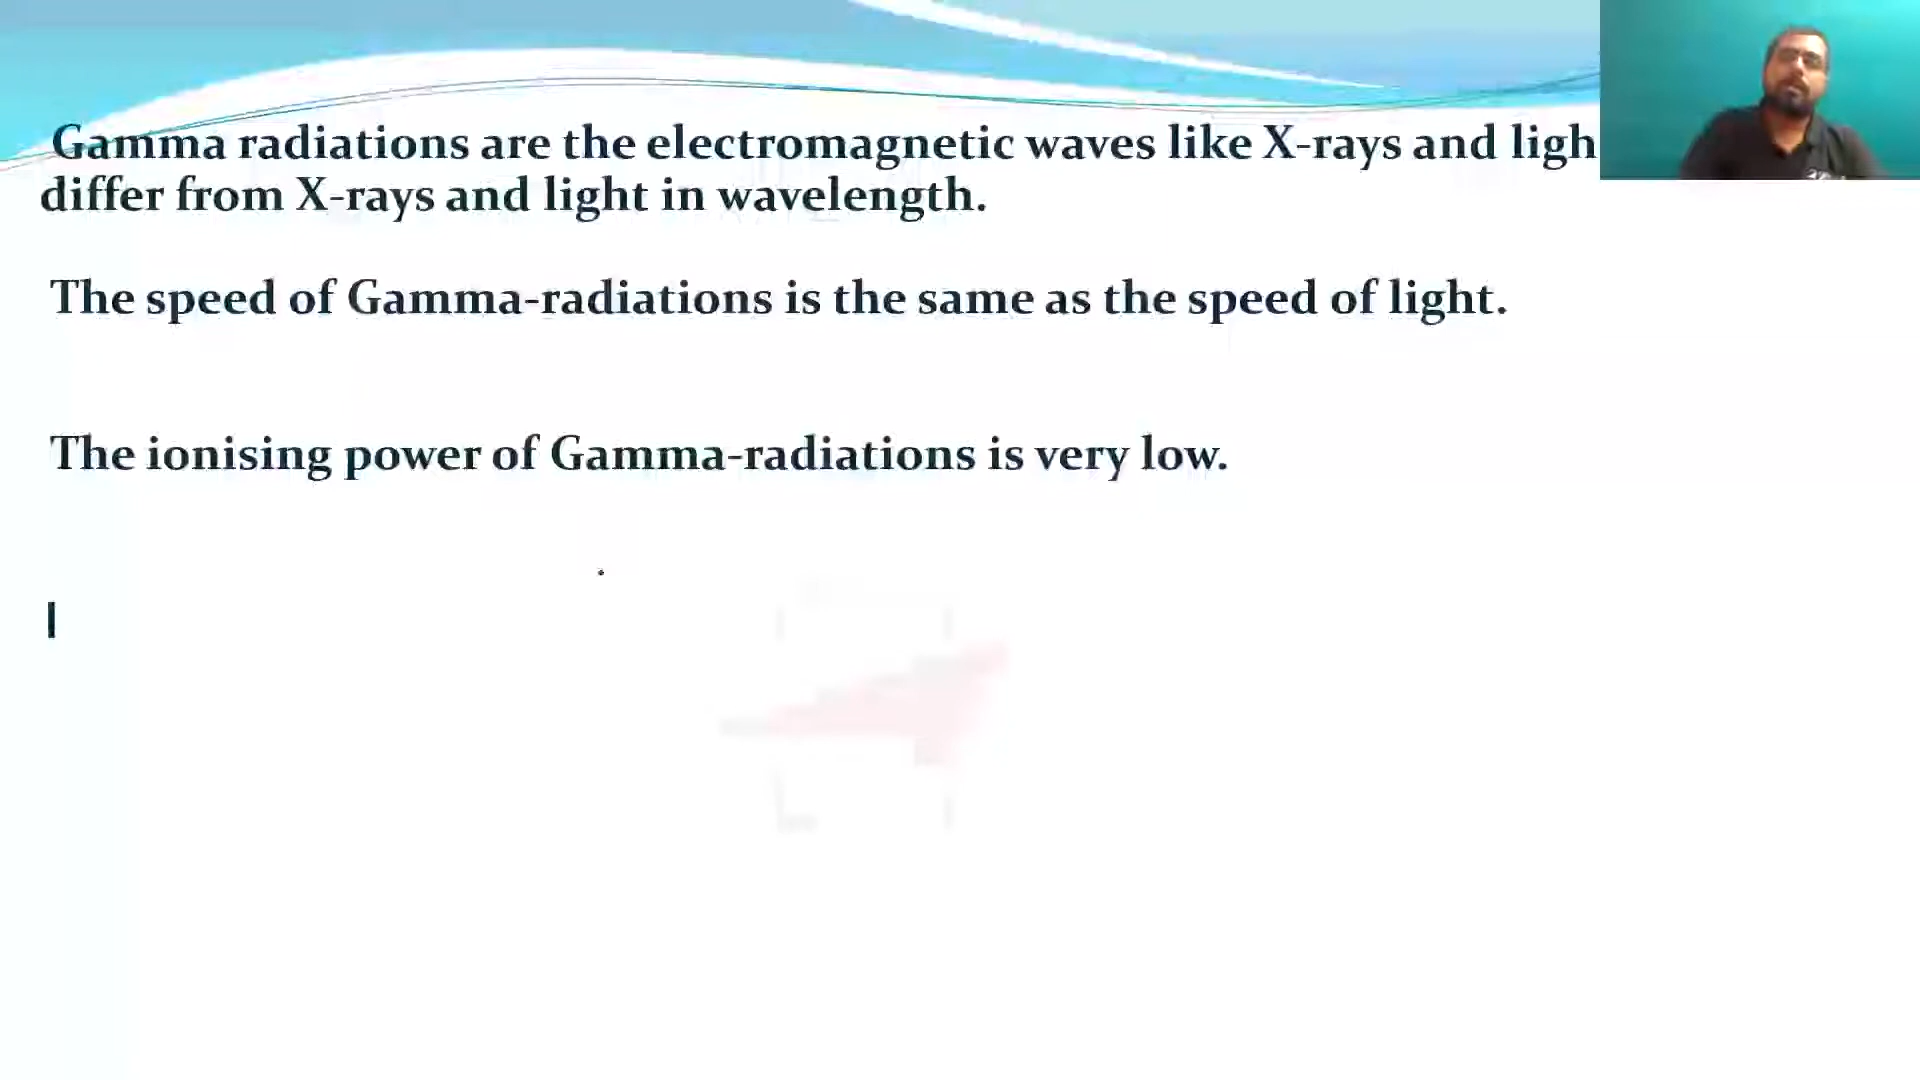 Gamma radiations are the electromagnetic waves like X-rays and ligh
differ from X-rays and light in wavelength.
The speed of Gamma-radiations is the same as the speed of light.
The ionising power of Gamma-radiations is very low.